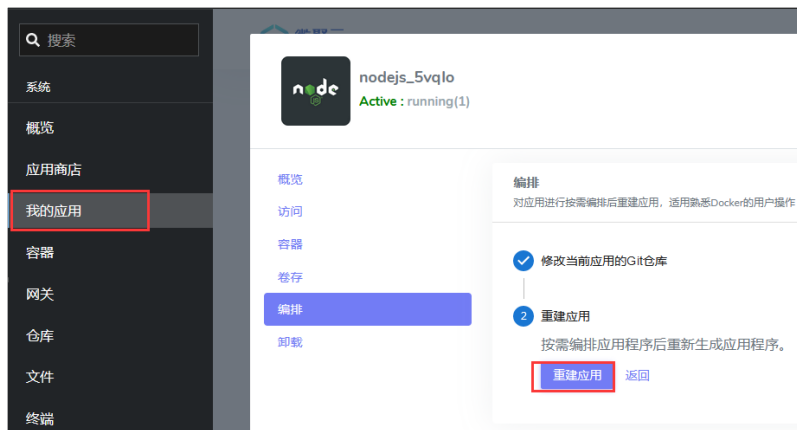 搜索
系统
概览
应用商店
我的应用
容器
网关
仓库
文件
终端
node
JS
nodejs_5vqlo
Active : running(1)
概览
访问
容器
卷存
编排
卸载
编排
对应用进行按需编排后重建应用，适用熟悉Docker的用户操作
修改当前应用的Git仓库
2 重建应用
按需编排应用程序后重新生成应用程序。
重建应用 返回